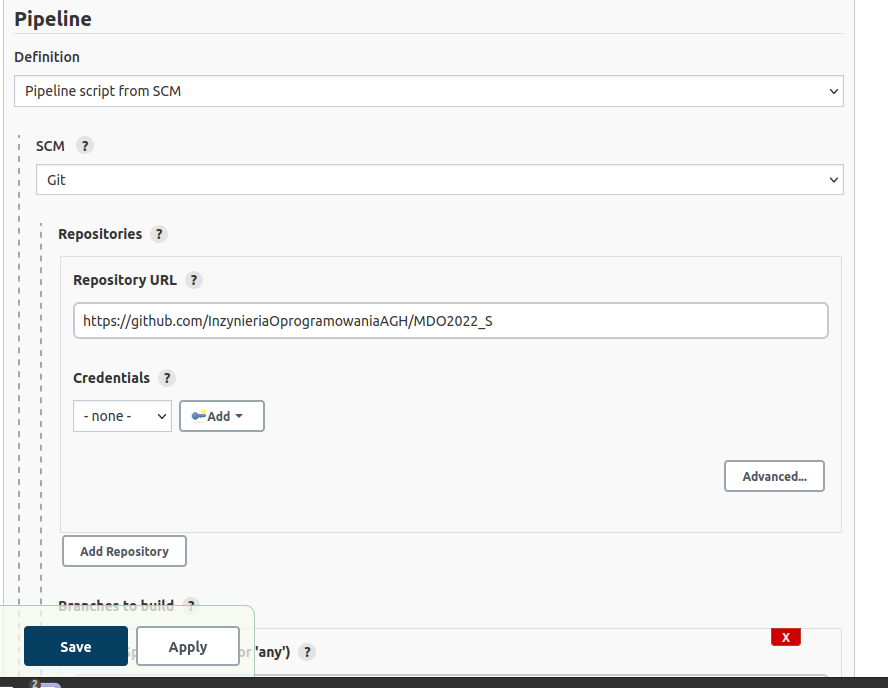 Pipeline
Definition
Pipeline script from SCM
SCM ?
Git
Repositories ?
Repository URL ?
https://github.com/InzynieriaOprogramowaniaAGH/MDO2022_S
Credentials ?
- none - Add
Advanced...
Add Repository
Branches to build ?
X
or 'any') ?
Save Apply
2